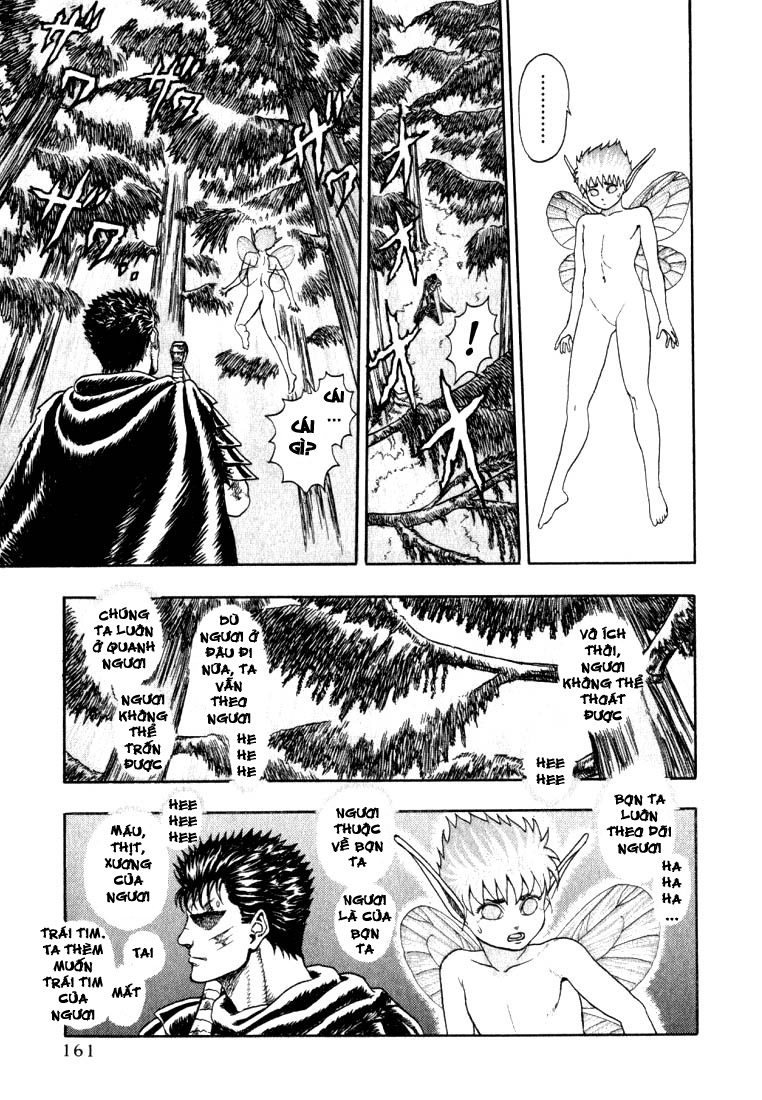 .........
!
ザワ
ザワ
ザワ
ザワ
オオオ
CÁI
...
CÁI
GÌ?
VÔ ÍCH
THÔI,
NGƯƠI
KHÔNG THỂ
THOÁT
ĐƯỢC
HEE
HEE
DÙ
NGƯƠI Ở
ĐÂU ĐI
NỮA, TA
VẪN
THEO
NGƯƠI
HE
HE
HE
CHÚNG
TA LUÔN
Ở QUANH
NGƯƠI
NGƯƠI
KHÔNG
THỂ
TRỐN
ĐƯỢC
BỌN TA
LUÔN
THEO DÕI
NGƯƠI
HA
HA
HA
...
NGƯƠI
THUỘC
VỀ BỌN
TA
NGƯƠI
LÀ CỦA
BỌN TA
HEE
HEE
HEE
MÁU,
THỊT,
XƯƠNG
CỦA
NGƯƠI
TAI
MẮT
TRÁI TIM.
TA THÈM
MUỐN
TRÁI TIM
CỦA
NGƯƠI
161